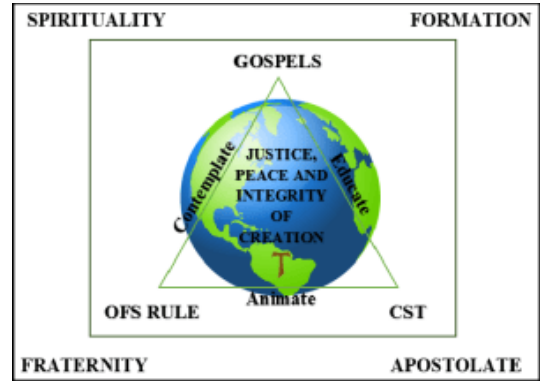 SPIRITUALITY
FORMATION
GOSPELS
Contemplate
Educate
JUSTICE,
PEACE AND
INTEGRITY
OF
CREATION
OFS RULE
Animate
CST
FRATERNITY
APOSTOLATE